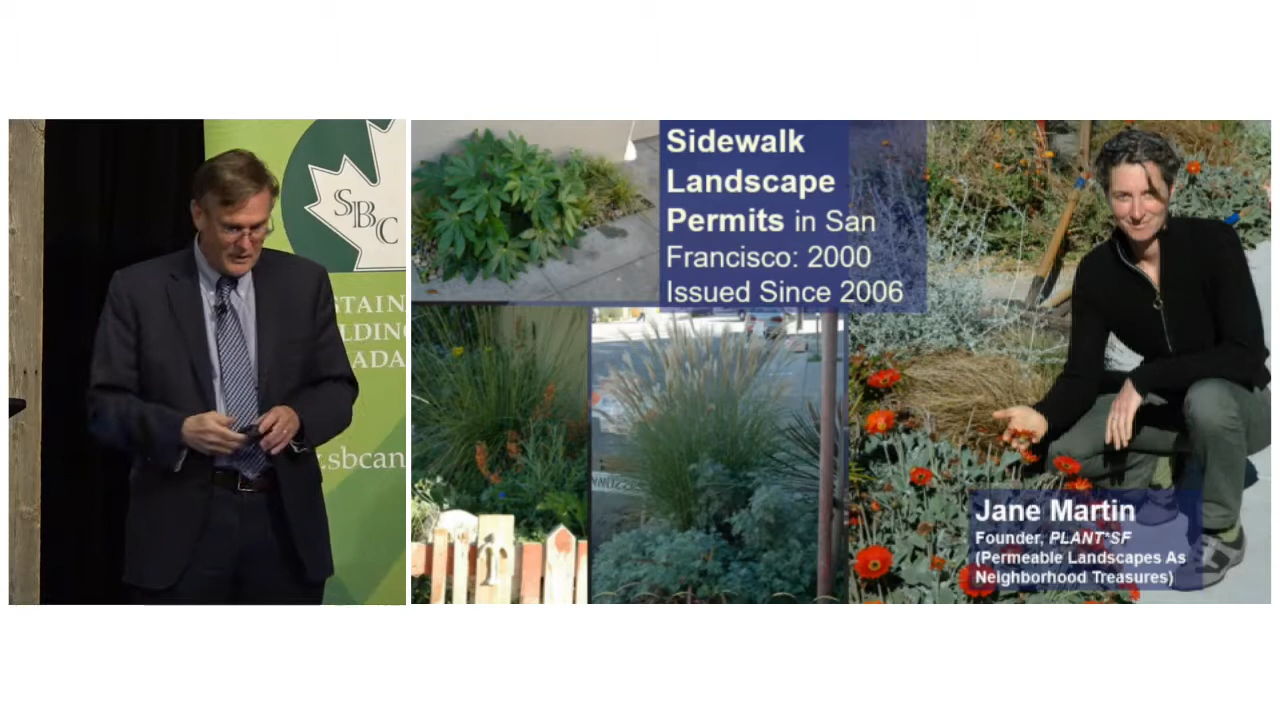 SBC
STAIN
LDING
ADA
.sbcan
Sidewalk
Landscape
Permits in San
Francisco: 2000
Issued Since 2006
Jane Martin
Founder, PLANT*SF
(Permeable Landscapes As
Neighborhood Treasures)